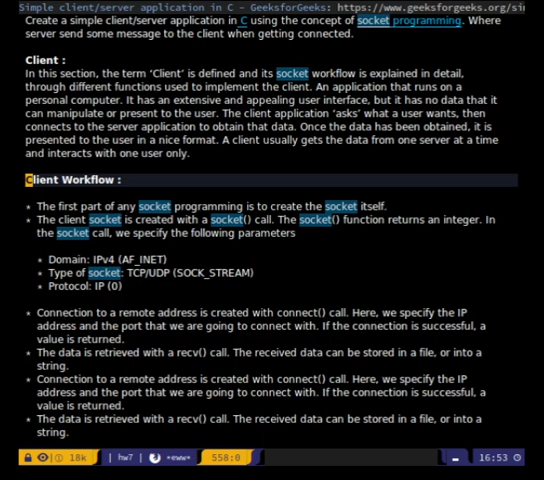 Simple client/server application in C - GeeksforGeeks: https://www.geeksforgeeks.org/si
Create a simple client/server application in C using the concept of socket programming. Where
server send some message to the client when getting connected.
Client :
In this section, the term ‘Client’ is defined and its socket workflow is explained in detail,
through different functions used to implement the client. An application that runs on a
personal computer. It has an extensive and appealing user interface, but it has no data that it
can manipulate or present to the user. The client application ‘asks’ what a user wants, then
connects to the server application to obtain that data. Once the data has been obtained, it is
presented to the user in a nice format. A client usually gets the data from one server at a time
and interacts with one user only.
Client Workflow :
* The first part of any socket programming is to create the socket itself.
* The client socket is created with a socket() call. The socket() function returns an integer. In
the socket call, we specify the following parameters
* Domain: IPv4 (AF_INET)
* Type of socket: TCP/UDP (SOCK_STREAM)
* Protocol: IP (0)
* Connection to a remote address is created with connect() call. Here, we specify the IP
address and the port that we are going to connect with. If the connection is successful, a
value is returned.
* The data is retrieved with a recv() call. The received data can be stored in a file, or into a
string.
* Connection to a remote address is created with connect() call. Here, we specify the IP
address and the port that we are going to connect with. If the connection is successful, a
value is returned.
* The data is retrieved with a recv() call. The received data can be stored in a file, or into a
string.
18k | hw7 | *eww* 558:0 16:53